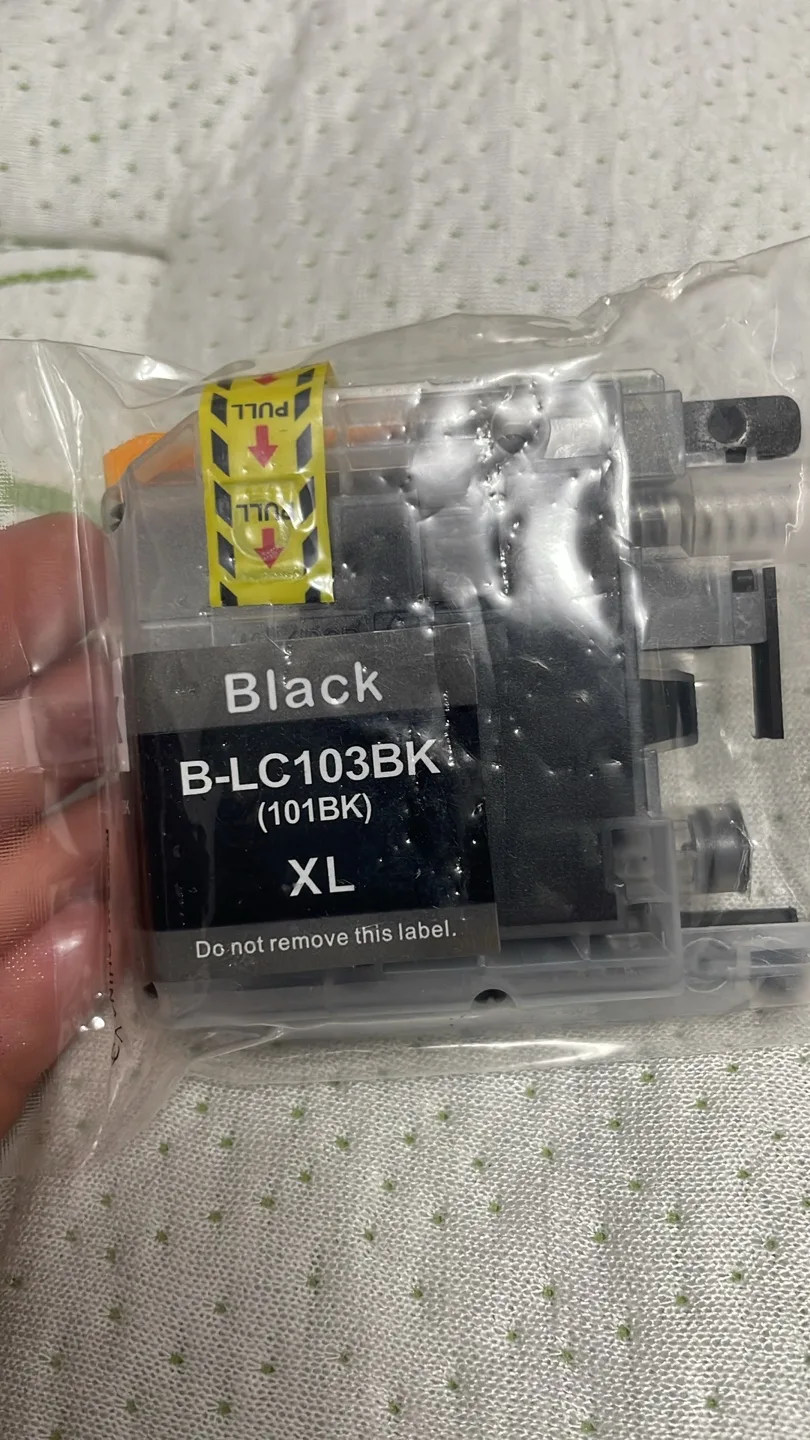 PULL
PULL
Black
B-LC103BK
(101BK)
XL
Do not remove this label.